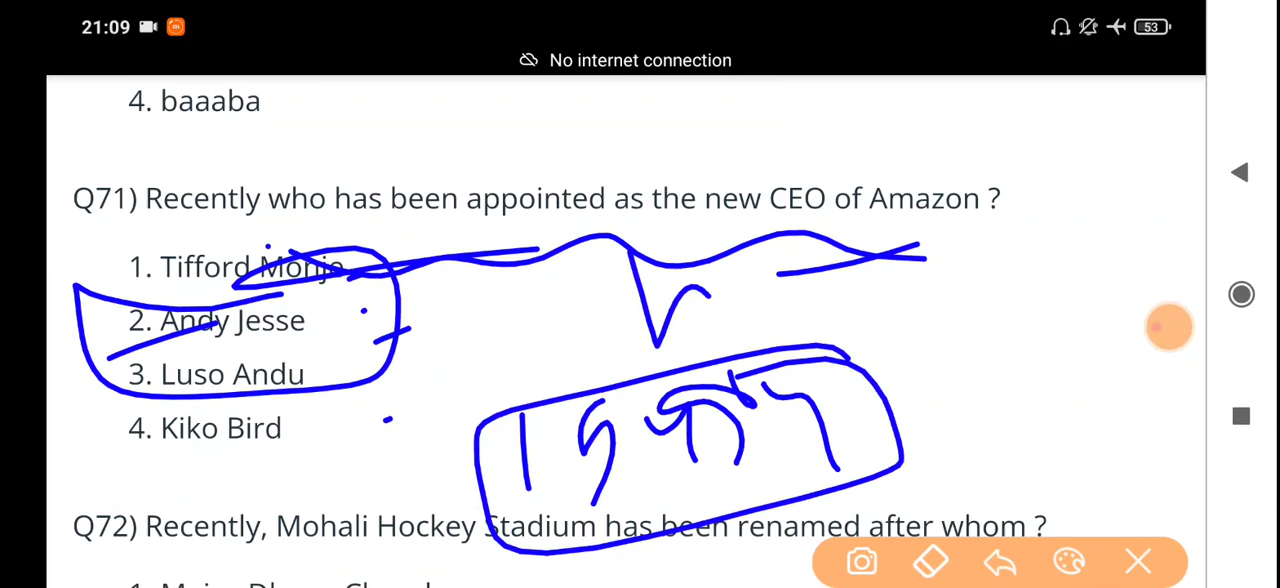 21:09
53
No internet connection
4. baaaba
Q71) Recently who has been appointed as the new CEO of Amazon ?
1. Tifford Monje
2. Andy Jesse
3. Luso Andu
4. Kiko Bird
Q72) Recently, Mohali Hockey Stadium has been renamed after whom ?